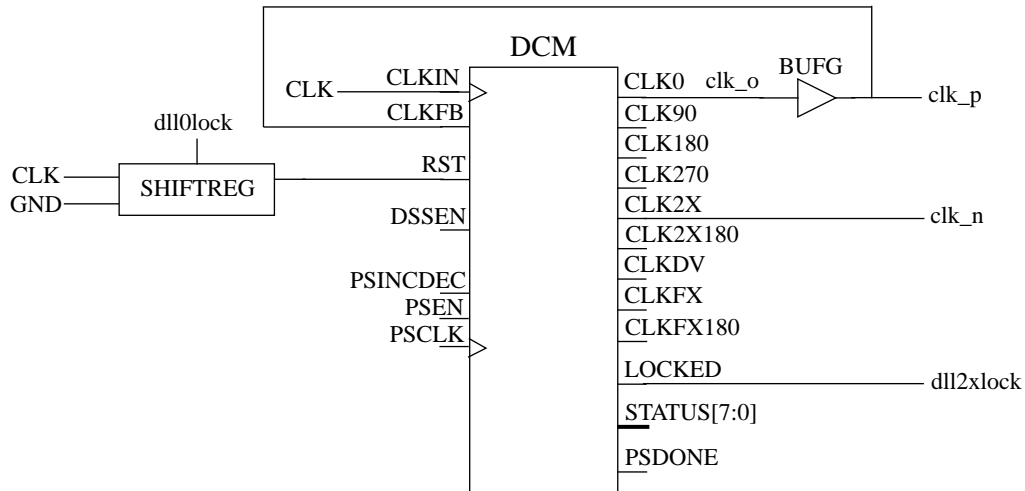 DCM
CLKIN
CLK
CLKFB
dll0lock
CLK
GND
SHIFTREG
RST
DSSEN
PSINCDEC
PSEN
PSCLK
CLK0
clk_o
BUFG
clk_p
CLK90
CLK180
CLK270
CLK2X
clk_n
CLK2X180
CLKDV
CLKFX
CLKFX180
LOCKED
dll2xlock
STATUS[7:0]
PSDONE